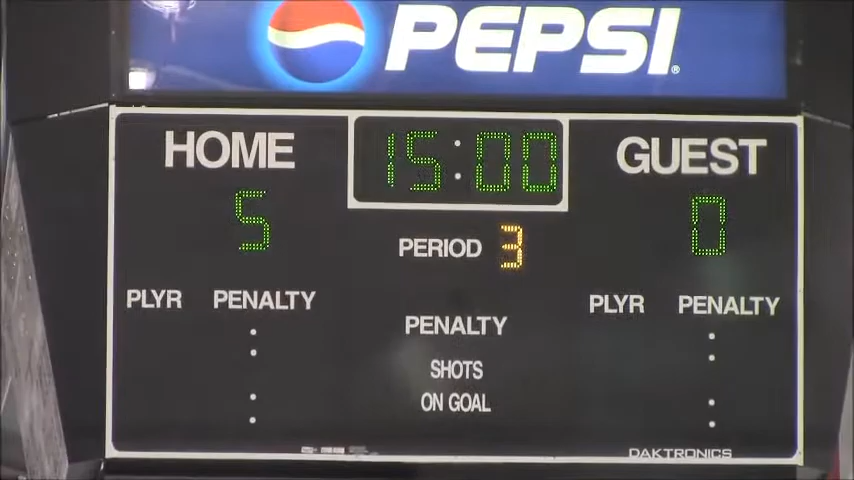 PEPSI®
HOME 15:00 GUEST
5 0
PERIOD 3
PLYR PENALTY PLYR PENALTY
PENALTY
: :
SHOTS
ON GOAL
: :
DAKTRONICS